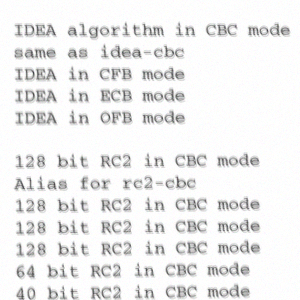 IDEA algorithm in CBC mode
same as idea-cbc
IDEA in CFB mode
IDEA in ECB mode
IDEA in OFB mode

128 bit RC2 in CBC mode
Alias for rc2-cbc
128 bit RC2 in CBC mode
128 bit RC2 in CBC mode
128 bit RC2 in CBC mode
64 bit RC2 in CBC mode
40 bit RC2 in CBC mode